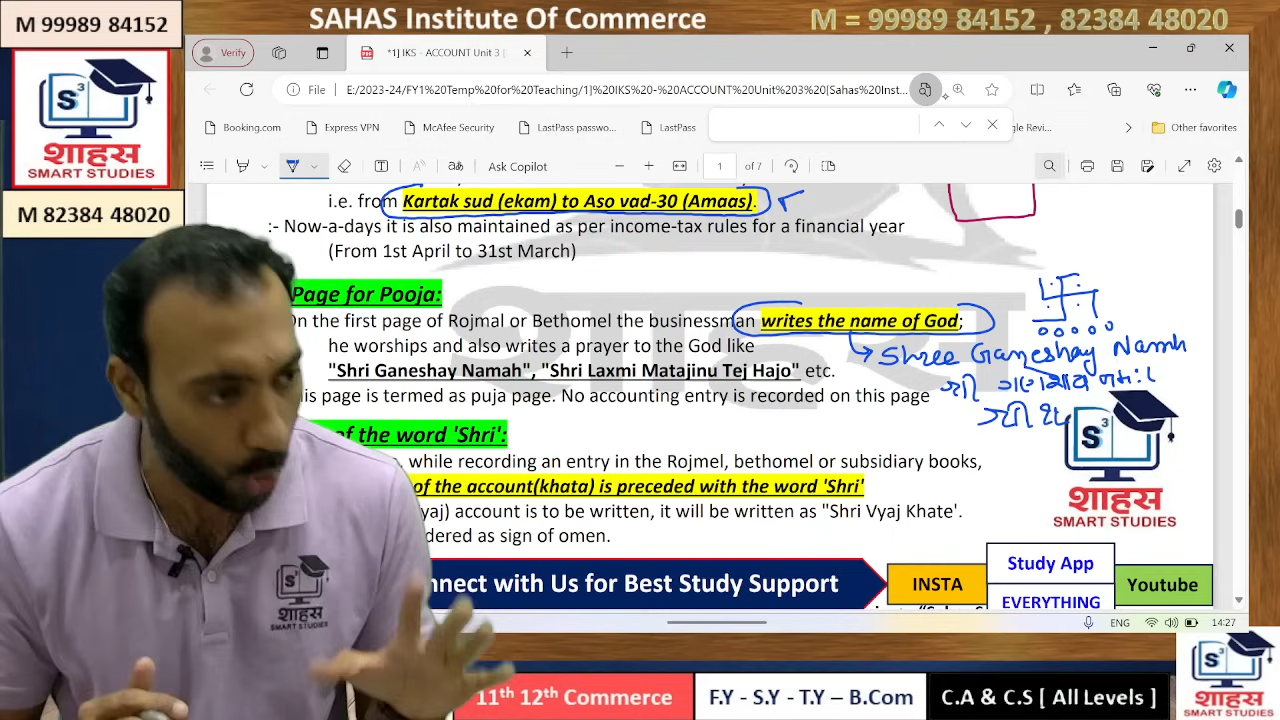 M 99989 84152
SAHAS Institute Of Commerce
M = 99989 84152 , 82384 48020
S³
शाहस
SMART STUDIES
M 82384 48020
Verify
*1] IKS - ACCOUNT Unit 3 [
File
E:/2023-24/FY1%20Temp%20for%20Teaching/1]%20IKS%20-%20ACCOUNT%20Unit%203%20[Sahas%20Inst...
Booking.com
Express VPN
McAfee Security
LastPass passwo...
LastPass
gle Revi...
Other favorites
Ask Copilot
1
of 7
i.e. from Kartak sud (ekam) to Aso vad-30 (Amaas).
:- Now-a-days it is also maintained as per income-tax rules for a financial year
(From 1st April to 31st March)
Page for Pooja:
On the first page of Rojmal or Bethomel the businessman writes the name of God;
he worships and also writes a prayer to the God like
Shree Ganeshay Namh
"Shri Ganeshay Namah", "Shri Laxmi Matajinu Tej Hajo" etc.
his page is termed as puja page. No accounting entry is recorded on this page
of the word 'Shri':
, while recording an entry in the Rojmel, bethomel or subsidiary books,
of the account(khata) is preceded with the word 'Shri'
yaj) account is to be written, it will be written as "Shri Vyaj Khate'.
dered as sign of omen.
S³
शाहस
SMART STUDIES
nnect with Us for Best Study Support
INSTA
Study App
EVERYTHING
Youtube
ENG
14:27
शाहस
SMART STUDIES
11th 12th Commerce
F.Y - S.Y - T.Y – B.Com
C.A & C.S [ All Levels ]
S³
शाहस
SMART STUDIES